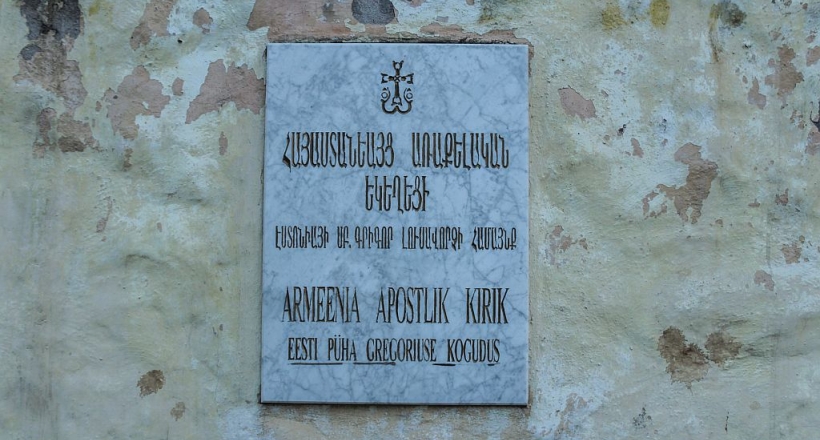 ՀԱՅԱՍՏԱՆԵԱՅՑ ԱՌԱՔԵԼԱԿԱՆ
ԵԿԵՂԵՑԻ
ԷՍՏՈՆԻԱՅԻ ՍԲ. ԳՐԻԳՈՐ ԼՈՒՍԱՎՈՐՉԻ ՀԱՄԱՅՆՔ
ARMEENIA APOSTLIK KIRIK
EESTI PÜHA GREGORIUSE KOGUDUS